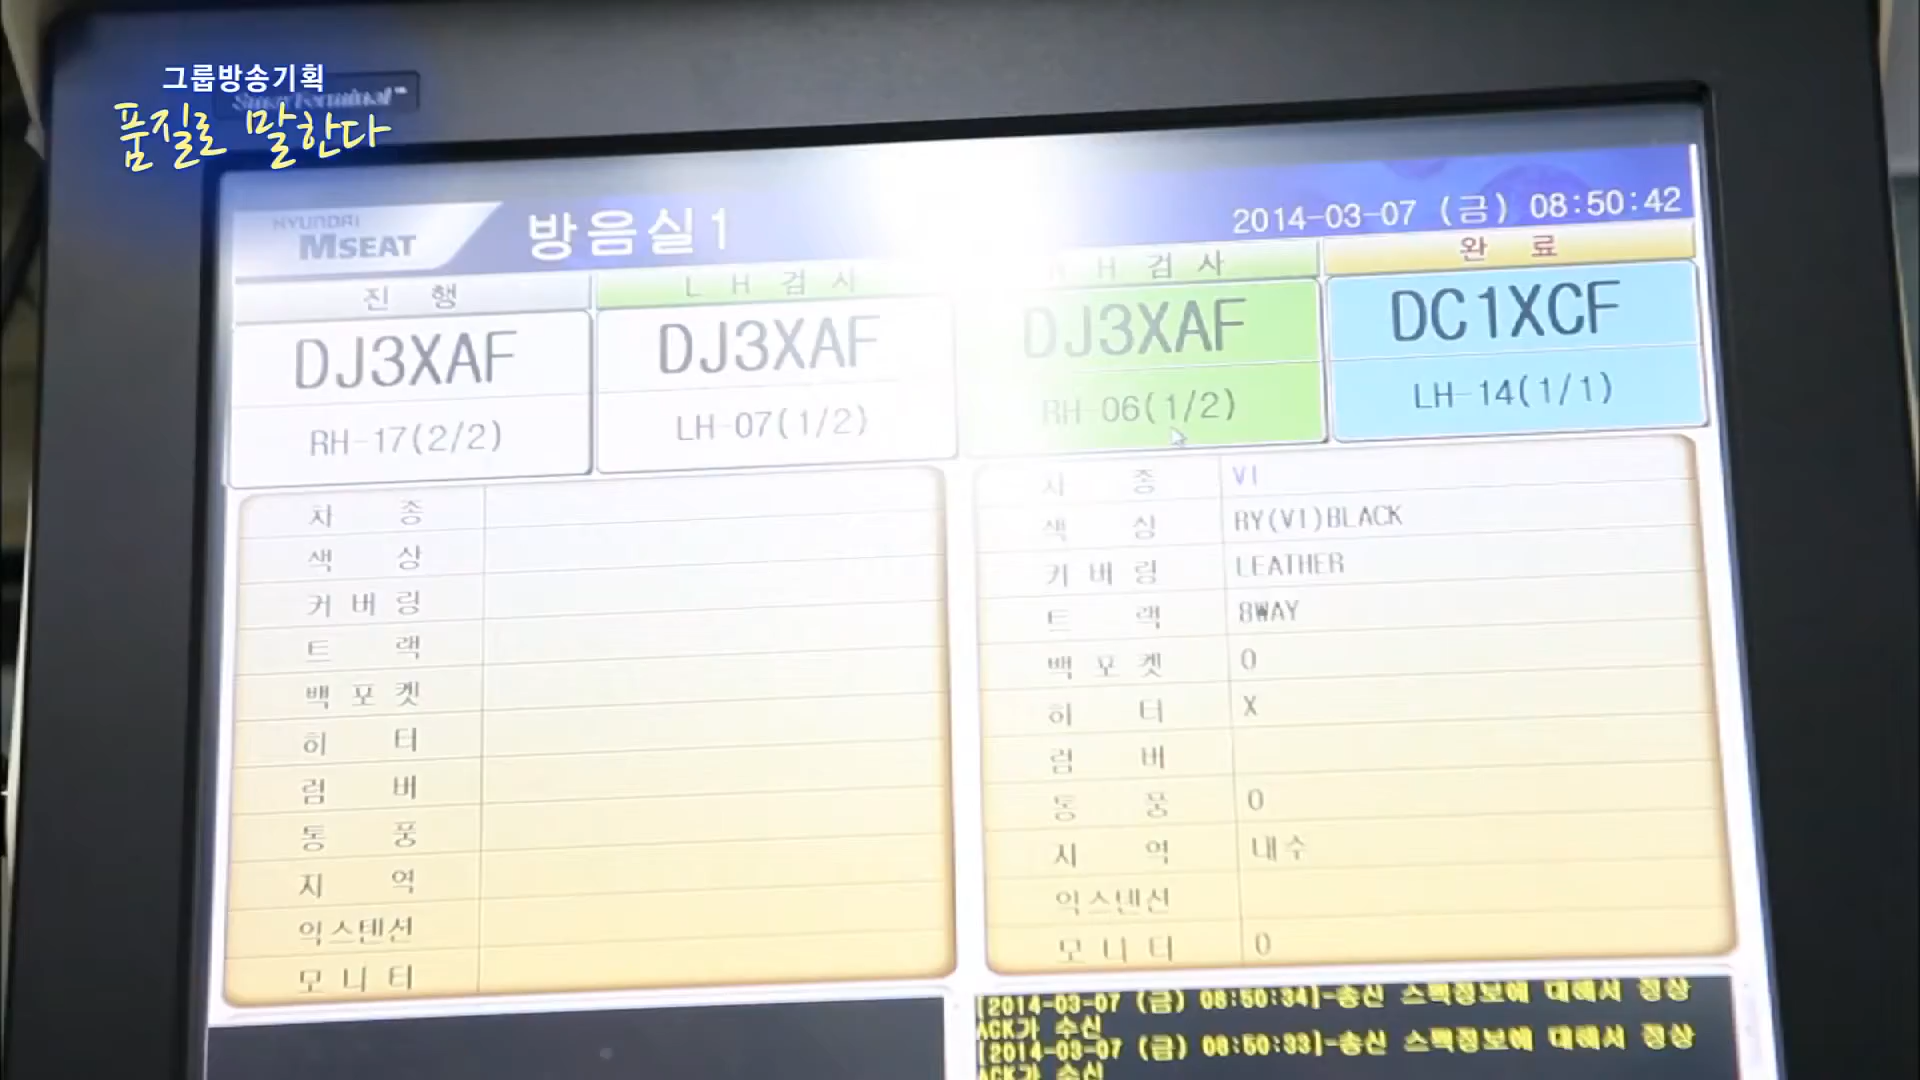 그룹방송기획
품질로 말한다
HYUNDAI
MSEAT
방음실1
2014-03-07 (금) 08:50:42
진 행
L H 검 사
H 검 사
완 료
DJ3XAF
DJ3XAF
DJ3XAF
DC1XCF
RH-17(2/2)
LH-07(1/2)
RH-06(1/2)
LH-14(1/1)
차 종
색 상
커 버 링
트 랙
백 포 켓
히 터
럼 버
통 풍
지 역
익스텐션
모 니 터
차 종 VI
색 상 RY(VI)BLACK
커 버 링 LEATHER
트 랙 8WAY
백 포 켓 O
히 터 X
럼 버
통 풍 O
지 역 내수
익스텐션
모 니 터 O
[2014-03-07 (금) 08:50:34]-송신 스펙정보에 대해서 정상
ACK가 수신
[2014-03-07 (금) 08:50:33]-송신 스펙정보에 대해서 정상
ACK가 수신